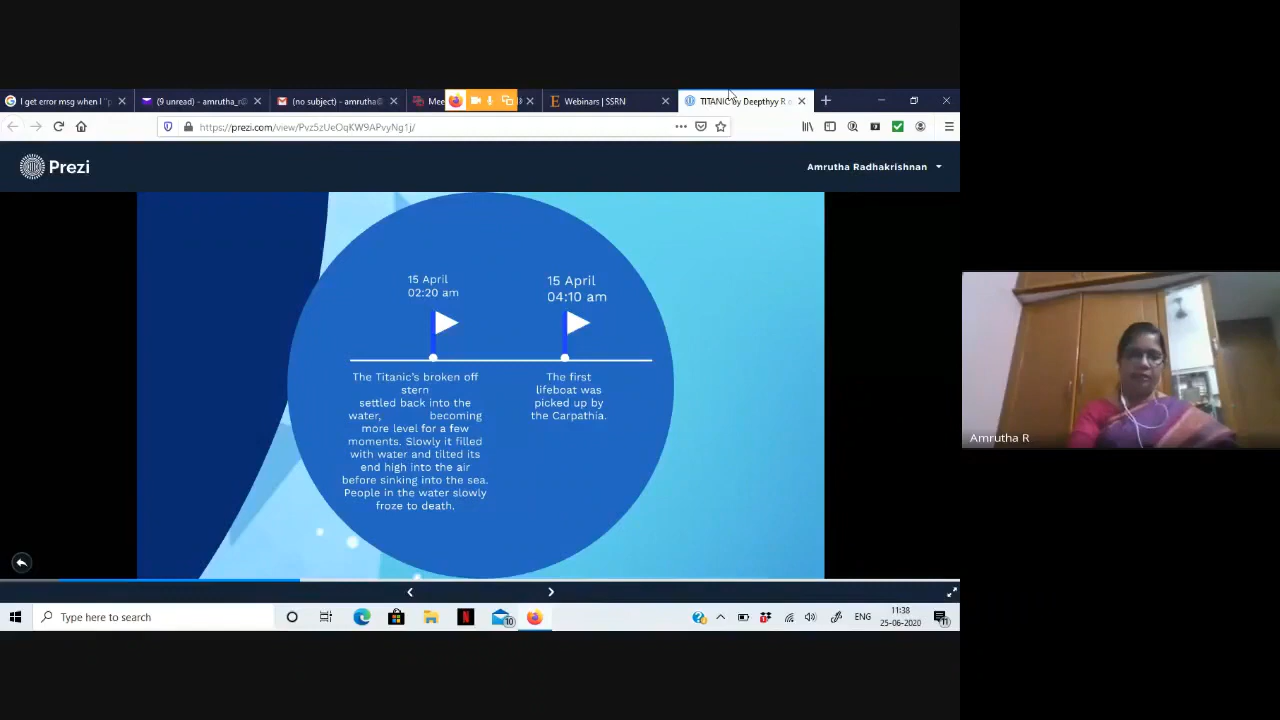 I get error msg when I "p
(9 unread) - amrutha_r@
(no subject) - amrutha@
Mee
Webinars | SSRN
TITANIC by Deepthyy R o
https://prezi.com/view/Pvz5zUeOqKW9APvyNg1j/
Prezi
Amrutha Radhakrishnan
15 April
02:20 am
15 April
04:10 am
The Titanic's broken off
stern
settled back into the
water, becoming
more level for a few
moments. Slowly it filled
with water and tilted its
end high into the air
before sinking into the sea.
People in the water slowly
froze to death.
The first
lifeboat was
picked up by
the Carpathia.
Amrutha R
Type here to search
10
ENG
11:38
25-06-2020
11